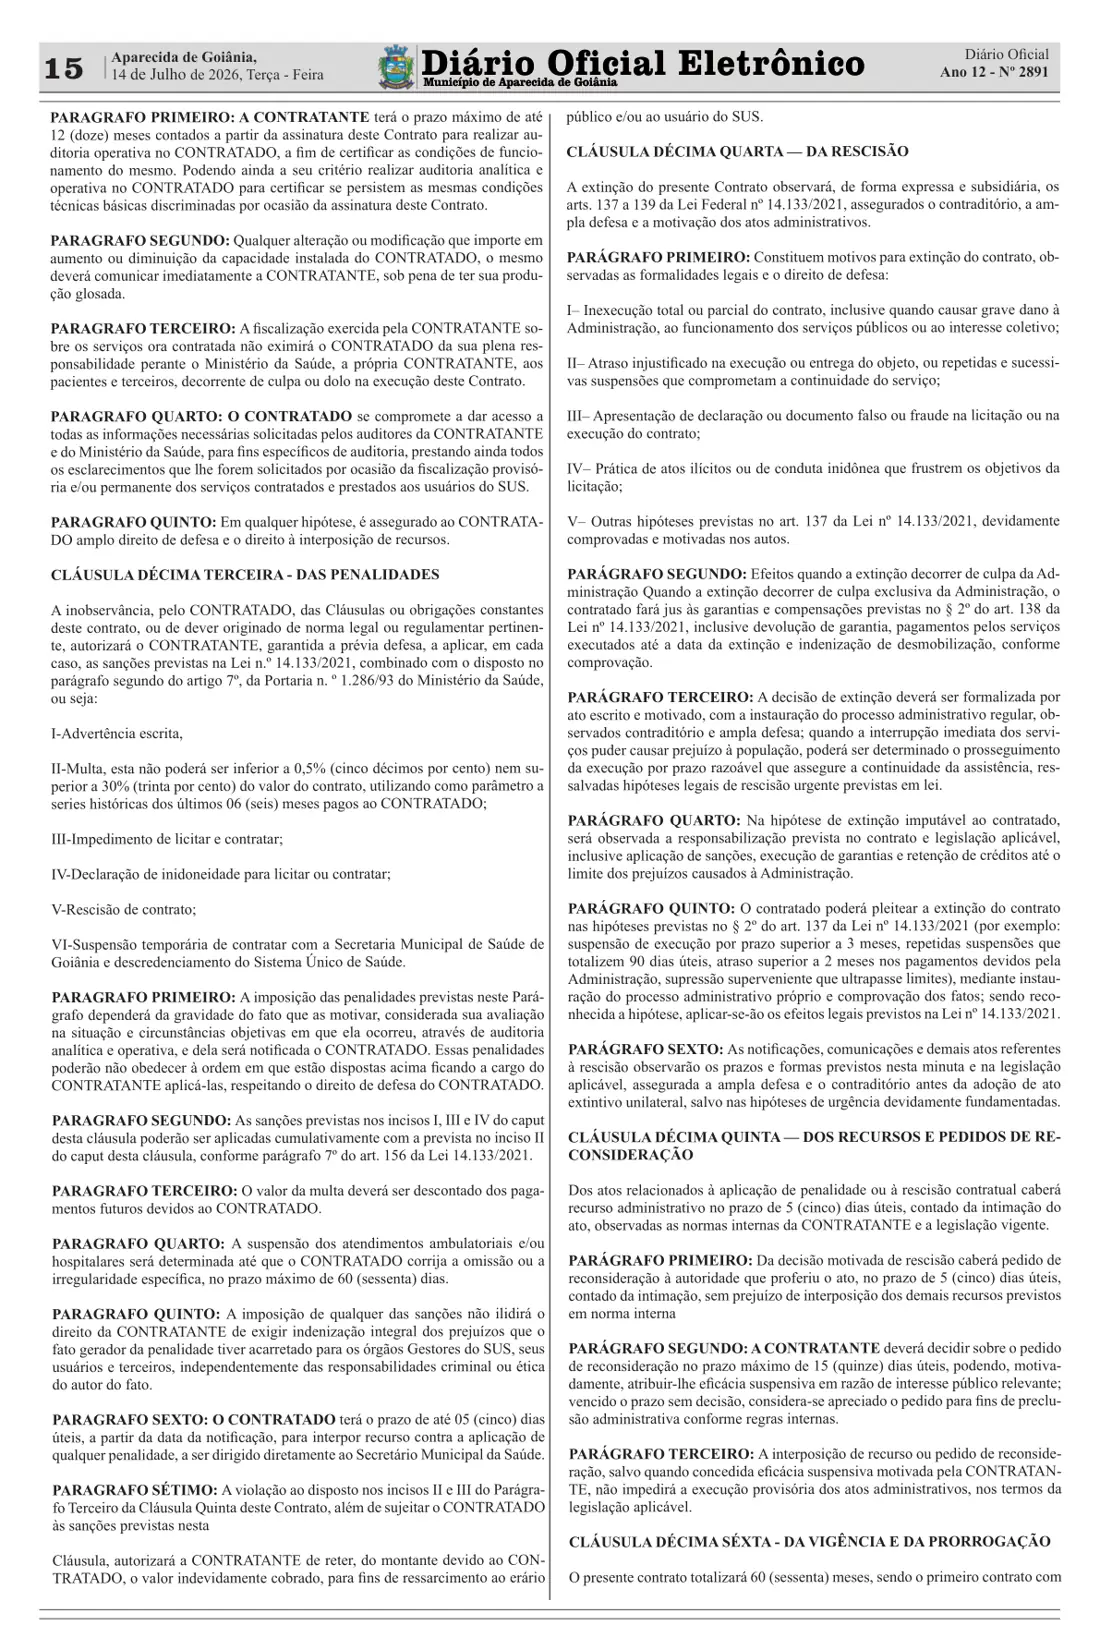 15
Aparecida de Goiânia,
14 de Julho de 2026, Terça - Feira
Diário Oficial Eletrônico
Município de Aparecida de Goiânia
Diário Oficial
Ano 12 - Nº 2891
PARAGRAFO PRIMEIRO: A CONTRATANTE terá o prazo máximo de até
12 (doze) meses contados a partir da assinatura deste Contrato para realizar au-
ditoria operativa no CONTRATADO, a fim de certificar as condições de funcio-
namento do mesmo. Podendo ainda a seu critério realizar auditoria analítica e
operativa no CONTRATADO para certificar se persistem as mesmas condições
técnicas básicas discriminadas por ocasião da assinatura deste Contrato.
PARAGRAFO SEGUNDO: Qualquer alteração ou modificação que importe em
aumento ou diminuição da capacidade instalada do CONTRATADO, o mesmo
deverá comunicar imediatamente a CONTRATANTE, sob pena de ter sua produ-
ção glosada.
PARAGRAFO TERCEIRO: A fiscalização exercida pela CONTRATANTE so-
bre os serviços ora contratada não eximirá o CONTRATADO da sua plena res-
ponsabilidade perante o Ministério da Saúde, a própria CONTRATANTE, aos
pacientes e terceiros, decorrente de culpa ou dolo na execução deste Contrato.
PARAGRAFO QUARTO: O CONTRATADO se compromete a dar acesso a
todas as informações necessárias solicitadas pelos auditores da CONTRATANTE
e do Ministério da Saúde, para fins específicos de auditoria, prestando ainda todos
os esclarecimentos que lhe forem solicitados por ocasião da fiscalização provisó-
ria e/ou permanente dos serviços contratados e prestados aos usuários do SUS.
PARAGRAFO QUINTO: Em qualquer hipótese, é assegurado ao CONTRATA-
DO amplo direito de defesa e o direito à interposição de recursos.
CLÁUSULA DÉCIMA TERCEIRA - DAS PENALIDADES
A inobservância, pelo CONTRATADO, das Cláusulas ou obrigações constantes
deste contrato, ou de dever originado de norma legal ou regulamentar pertinen-
te, autorizará o CONTRATANTE, garantida a prévia defesa, a aplicar, em cada
caso, as sanções previstas na Lei n.º 14.133/2021, combinado com o disposto no
parágrafo segundo do artigo 7º, da Portaria n. º 1.286/93 do Ministério da Saúde,
ou seja:
I-Advertência escrita,
II-Multa, esta não poderá ser inferior a 0,5% (cinco décimos por cento) nem su-
perior a 30% (trinta por cento) do valor do contrato, utilizando como parâmetro a
series históricas dos últimos 06 (seis) meses pagos ao CONTRATADO;
III-Impedimento de licitar e contratar;
IV-Declaração de inidoneidade para licitar ou contratar;
V-Rescisão de contrato;
VI-Suspensão temporária de contratar com a Secretaria Municipal de Saúde de
Goiânia e descredenciamento do Sistema Único de Saúde.
PARAGRAFO PRIMEIRO: A imposição das penalidades previstas neste Pará-
grafo dependerá da gravidade do fato que as motivar, considerada sua avaliação
na situação e circunstâncias objetivas em que ela ocorreu, através de auditoria
analítica e operativa, e dela será notificada o CONTRATADO. Essas penalidades
poderão não obedecer à ordem em que estão dispostas acima ficando a cargo do
CONTRATANTE aplicá-las, respeitando o direito de defesa do CONTRATADO.
PARAGRAFO SEGUNDO: As sanções previstas nos incisos I, III e IV do caput
desta cláusula poderão ser aplicadas cumulativamente com a prevista no inciso II
do caput desta cláusula, conforme parágrafo 7º do art. 156 da Lei 14.133/2021.
PARAGRAFO TERCEIRO: O valor da multa deverá ser descontado dos paga-
mentos futuros devidos ao CONTRATADO.
PARAGRAFO QUARTO: A suspensão dos atendimentos ambulatoriais e/ou
hospitalares será determinada até que o CONTRATADO corrija a omissão ou a
irregularidade específica, no prazo máximo de 60 (sessenta) dias.
PARAGRAFO QUINTO: A imposição de qualquer das sanções não ilidirá o
direito da CONTRATANTE de exigir indenização integral dos prejuízos que o
fato gerador da penalidade tiver acarretado para os órgãos Gestores do SUS, seus
usuários e terceiros, independentemente das responsabilidades criminal ou ética
do autor do fato.
PARAGRAFO SEXTO: O CONTRATADO terá o prazo de até 05 (cinco) dias
úteis, a partir da data da notificação, para interpor recurso contra a aplicação de
qualquer penalidade, a ser dirigido diretamente ao Secretário Municipal da Saúde.
PARAGRAFO SÉTIMO: A violação ao disposto nos incisos II e III do Parágra-
fo Terceiro da Cláusula Quinta deste Contrato, além de sujeitar o CONTRATADO
às sanções previstas nesta
Cláusula, autorizará a CONTRATANTE de reter, do montante devido ao CON-
TRATADO, o valor indevidamente cobrado, para fins de ressarcimento ao erário
público e/ou ao usuário do SUS.
CLÁUSULA DÉCIMA QUARTA — DA RESCISÃO
A extinção do presente Contrato observará, de forma expressa e subsidiária, os
arts. 137 a 139 da Lei Federal nº 14.133/2021, assegurados o contraditório, a am-
pla defesa e a motivação dos atos administrativos.
PARÁGRAFO PRIMEIRO: Constituem motivos para extinção do contrato, ob-
servadas as formalidades legais e o direito de defesa:
I– Inexecução total ou parcial do contrato, inclusive quando causar grave dano à
Administração, ao funcionamento dos serviços públicos ou ao interesse coletivo;
II– Atraso injustificado na execução ou entrega do objeto, ou repetidas e sucessi-
vas suspensões que comprometam a continuidade do serviço;
III– Apresentação de declaração ou documento falso ou fraude na licitação ou na
execução do contrato;
IV– Prática de atos ilícitos ou de conduta inidônea que frustrem os objetivos da
licitação;
V– Outras hipóteses previstas no art. 137 da Lei nº 14.133/2021, devidamente
comprovadas e motivadas nos autos.
PARÁGRAFO SEGUNDO: Efeitos quando a extinção decorrer de culpa da Ad-
ministração Quando a extinção decorrer de culpa exclusiva da Administração, o
contratado fará jus às garantias e compensações previstas no § 2º do art. 138 da
Lei nº 14.133/2021, inclusive devolução de garantia, pagamentos pelos serviços
executados até a data da extinção e indenização de desmobilização, conforme
comprovação.
PARÁGRAFO TERCEIRO: A decisão de extinção deverá ser formalizada por
ato escrito e motivado, com a instauração do processo administrativo regular, ob-
servados contraditório e ampla defesa; quando a interrupção imediata dos servi-
ços puder causar prejuízo à população, poderá ser determinado o prosseguimento
da execução por prazo razoável que assegure a continuidade da assistência, res-
salvadas hipóteses legais de rescisão urgente previstas em lei.
PARÁGRAFO QUARTO: Na hipótese de extinção imputável ao contratado,
será observada a responsabilização prevista no contrato e legislação aplicável,
inclusive aplicação de sanções, execução de garantias e retenção de créditos até o
limite dos prejuízos causados à Administração.
PARÁGRAFO QUINTO: O contratado poderá pleitear a extinção do contrato
nas hipóteses previstas no § 2º do art. 137 da Lei nº 14.133/2021 (por exemplo:
suspensão de execução por prazo superior a 3 meses, repetidas suspensões que
totalizem 90 dias úteis, atraso superior a 2 meses nos pagamentos devidos pela
Administração, supressão superveniente que ultrapasse limites), mediante instau-
ração do processo administrativo próprio e comprovação dos fatos; sendo reco-
nhecida a hipótese, aplicar-se-ão os efeitos legais previstos na Lei nº 14.133/2021.
PARÁGRAFO SEXTO: As notificações, comunicações e demais atos referentes
à rescisão observarão os prazos e formas previstos nesta minuta e na legislação
aplicável, assegurada a ampla defesa e o contraditório antes da adoção de ato
extintivo unilateral, salvo nas hipóteses de urgência devidamente fundamentadas.
CLÁUSULA DÉCIMA QUINTA — DOS RECURSOS E PEDIDOS DE RE-
CONSIDERAÇÃO
Dos atos relacionados à aplicação de penalidade ou à rescisão contratual caberá
recurso administrativo no prazo de 5 (cinco) dias úteis, contado da intimação do
ato, observadas as normas internas da CONTRATANTE e a legislação vigente.
PARÁGRAFO PRIMEIRO: Da decisão motivada de rescisão caberá pedido de
reconsideração à autoridade que proferiu o ato, no prazo de 5 (cinco) dias úteis,
contado da intimação, sem prejuízo de interposição dos demais recursos previstos
em norma interna
PARÁGRAFO SEGUNDO: A CONTRATANTE deverá decidir sobre o pedido
de reconsideração no prazo máximo de 15 (quinze) dias úteis, podendo, motiva-
damente, atribuir-lhe eficácia suspensiva em razão de interesse público relevante;
vencido o prazo sem decisão, considera-se apreciado o pedido para fins de preclu-
são administrativa conforme regras internas.
PARÁGRAFO TERCEIRO: A interposição de recurso ou pedido de reconside-
ração, salvo quando concedida eficácia suspensiva motivada pela CONTRATAN-
TE, não impedirá a execução provisória dos atos administrativos, nos termos da
legislação aplicável.
CLÁUSULA DÉCIMA SÉXTA - DA VIGÊNCIA E DA PRORROGAÇÃO
O presente contrato totalizará 60 (sessenta) meses, sendo o primeiro contrato com